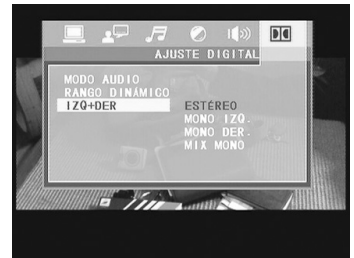 AJUSTE DIGITAL
MODO AUDIO
RANGO DINÁMICO
IZQ+DER
ESTÉREO
MONO IZQ.
MONO DER.
MIX MONO